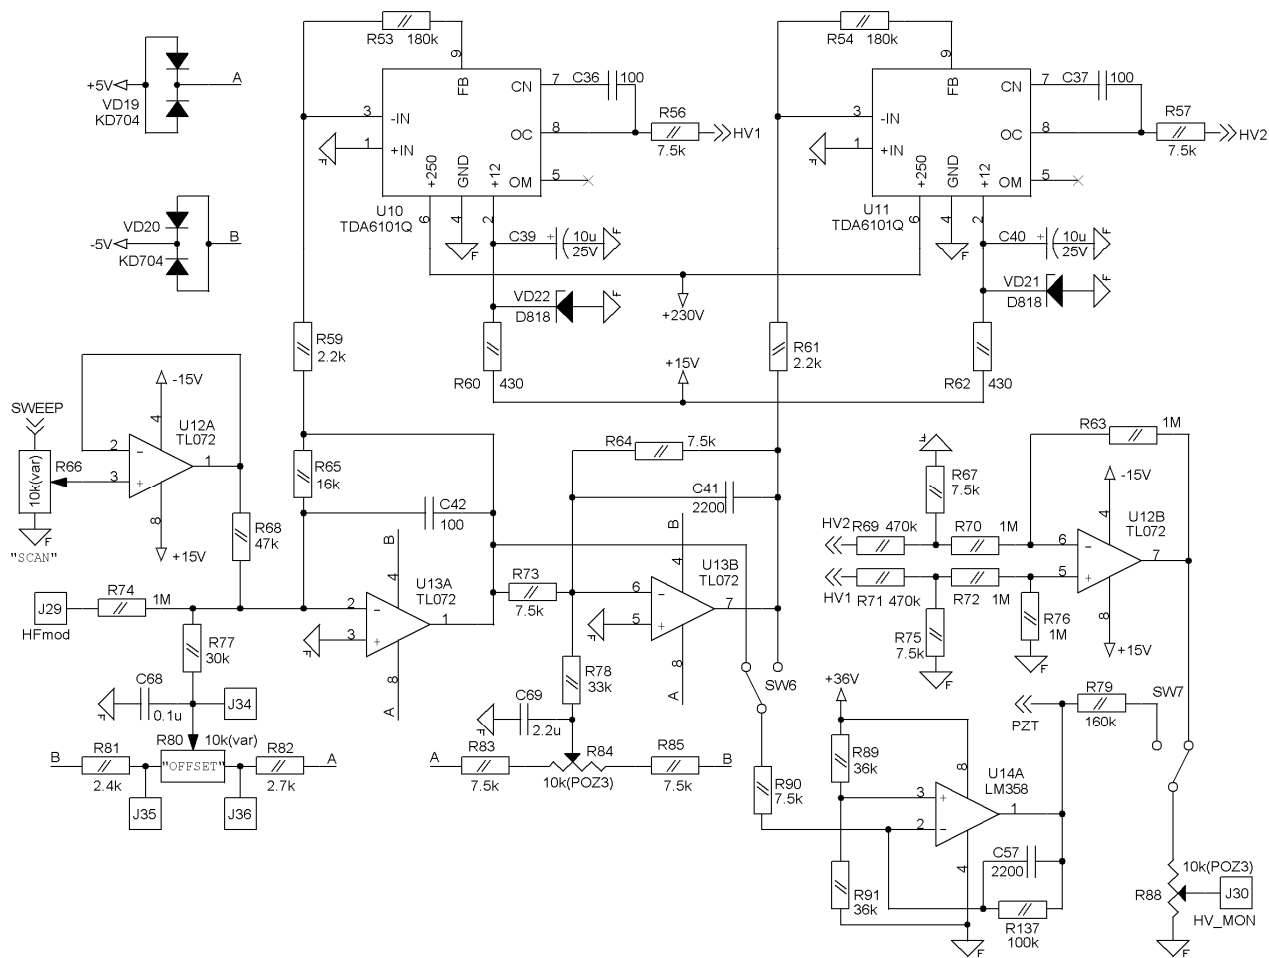 R53 180k
R54 180k
9
9
+5V
A
VD19
KD704
FB
CN
7
C36
100
3
-IN
OC
8
R56
7.5k
HV1
1
+IN
+250
GND
+12
OM
5
F
U10
TDA6101Q
6
4
2
F
FB
CN
7
C37
100
3
-IN
OC
8
R57
7.5k
HV2
1
+IN
+250
GND
+12
OM
5
F
U11
TDA6101Q
6
4
2
F
VD20
-5V
B
KD704
C39
+
10u
25V
F
C40
+
10u
25V
F
VD22
D818
F
+230V
VD21
D818
F
R59
2.2k
R60 430
+15V
R61
2.2k
R62 430
SWEEP
-15V
4
U12A
TL072
2
-
1
3
+
R66
10k(var)
8
+15V
F
"SCAN"
R68
47k
R65
16k
C42
100
R64 7.5k
C41
2200
R63 1M
F
R67
7.5k
-15V
4
U12B
TL072
HV2
R69 470k
R70 1M
6
-
7
HV1
R71 470k
R72 1M
5
+
8
+15V
R75
7.5k
F
R76
1M
F
J29
HFmod
R74
1M
B
4
U13A
TL072
2
-
1
3
+
F
8
A
R73
7.5k
B
4
U13B
TL072
6
-
7
5
+
F
8
A
R77
30k
C68
0.1u
F
J34
R80 10k(var)
B
R81
2.4k
"OFFSET"
R82
2.7k
A
J35
J36
R78
33k
C69
2.2u
F
A
R83
7.5k
R84
10k(POZ3)
R85
7.5k
B
SW6
R90
7.5k
+36V
R89
36k
8
U14A
LM358
3
+
1
2
-
4
C57
2200
R91
36k
R137
100k
F
PZT
R79
160k
SW7
10k(POZ3)
R88
J30
HV_MON
F